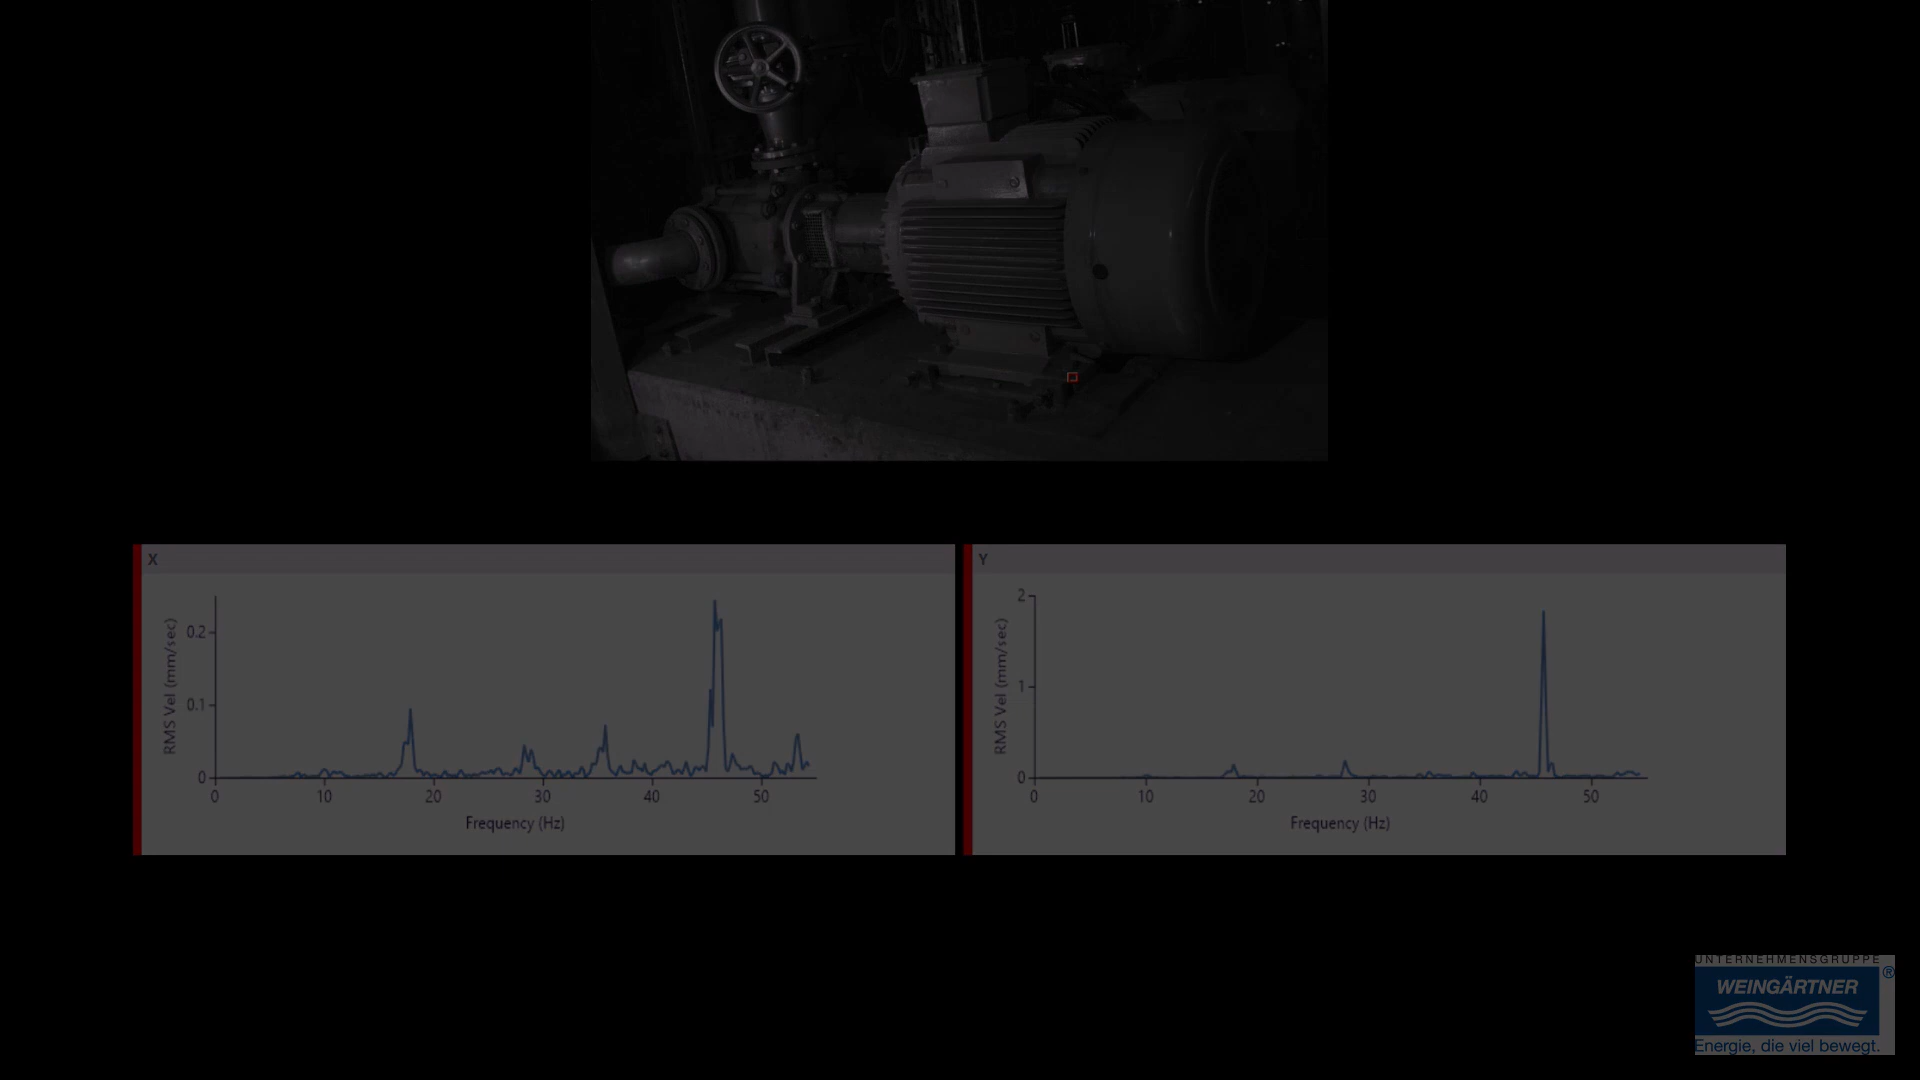 X
RMS Vel (mm/sec)
0.2
0.1
0
0 10 20 30 40 50
Frequency (Hz)
Y
RMS Vel (mm/sec)
2
1
0
0 10 20 30 40 50
Frequency (Hz)
UNTERNEHMENSGRUPPE
WEINGÄRTNER ®
Energie, die viel bewegt.